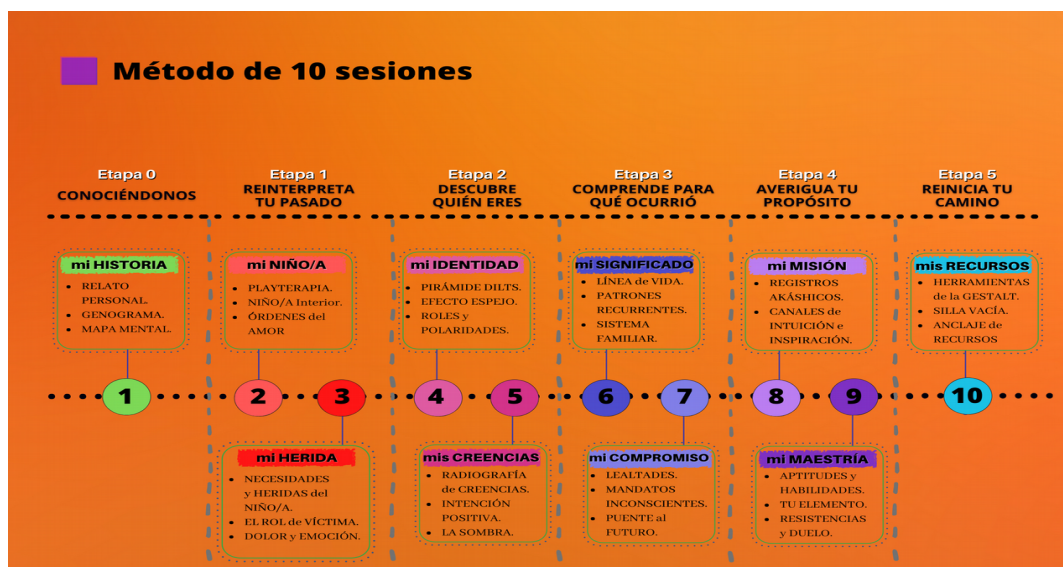 Método de 10 sesiones
Etapa 0
CONOCIÉNDONOS
Etapa 1
REINTERPRETA
TU PASADO
Etapa 2
DESCUBRE
QUIÉN ERES
Etapa 3
COMPRENDE PARA
QUÉ OCURRIÓ
Etapa 4
AVERIGUA TU
PROPÓSITO
Etapa 5
REINICIA TU
CAMINO
mi HISTORIA
• RELATO
PERSONAL.
• GENOGRAMA.
• MAPA MENTAL.
mi NIÑO/A
• PLAYTERAPIA.
• NIÑO/A Interior.
• ÓRDENES del
AMOR
mi IDENTIDAD
• PIRÁMIDE DILTS.
• EFECTO ESPEJO.
• ROLES y
POLARIDADES.
mi SIGNIFICADO
• LÍNEA de VIDA.
• PATRONES
RECURRENTES.
• SISTEMA
FAMILIAR.
mi MISIÓN
• REGISTROS
AKÁSHICOS.
• CANALES de
INTUICIÓN e
INSPIRACIÓN.
mis RECURSOS
• HERRAMIENTAS
de la GESTALT.
• SILLA VACÍA.
• ANCLAJE de
RECURSOS
1
2
3
4
5
6
7
8
9
10
mi HERIDA
• NECESIDADES
y HERIDAS del
NIÑO/A.
• EL ROL de VÍCTIMA.
• DOLOR y EMOCIÓN.
mis CREENCIAS
• RADIOGRAFÍA
de CREENCIAS.
• INTENCIÓN
POSITIVA.
• LA SOMBRA.
mi COMPROMISO
• LEALTADES.
• MANDATOS
INCONSCIENTES.
• PUENTE al
FUTURO.
mi MAESTRÍA
• APTITUDES y
HABILIDADES.
• TU ELEMENTO.
• RESISTENCIAS
y DUELO.